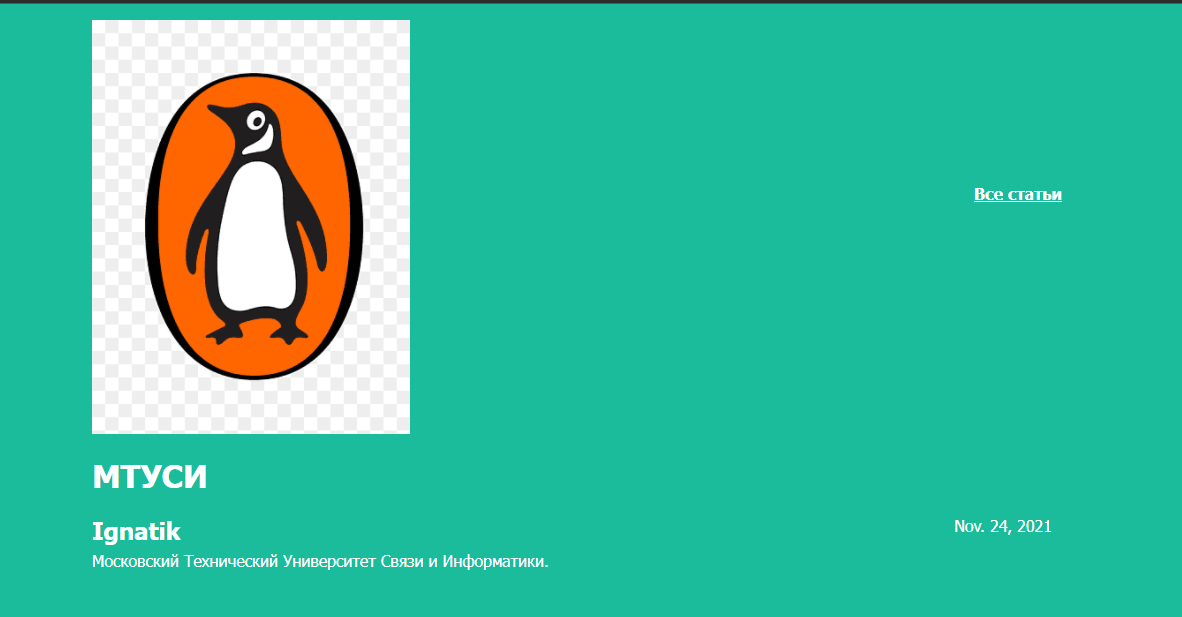 Все статьи
МТУСИ
Ignatik
Nov. 24, 2021
Московский Технический Университет Связи и Информатики.